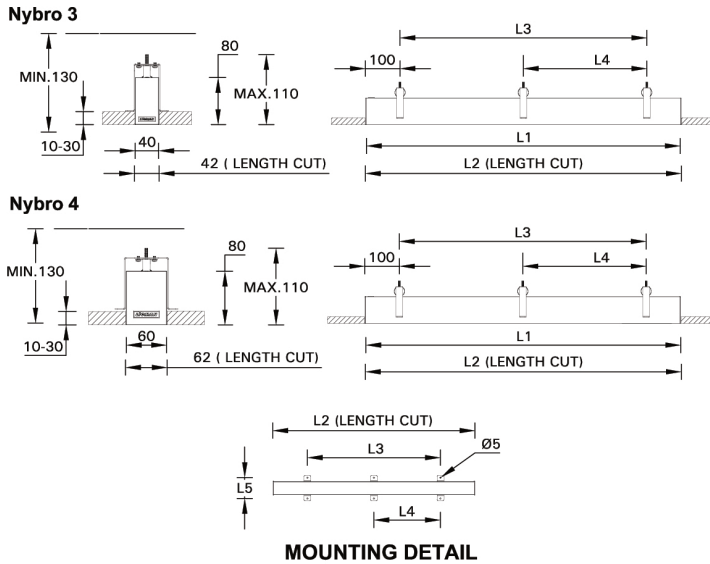 Nybro 3
80
L3
100
L4
MIN.130
MAX.110
10-30
40
L1
42 ( LENGTH CUT)
L2 (LENGTH CUT)
Nybro 4
80
L3
100
L4
MIN.130
MAX.110
10-30
60
L1
62 ( LENGTH CUT)
L2 (LENGTH CUT)
L2 (LENGTH CUT)
L3
Ø5
L5
L4
MOUNTING DETAIL